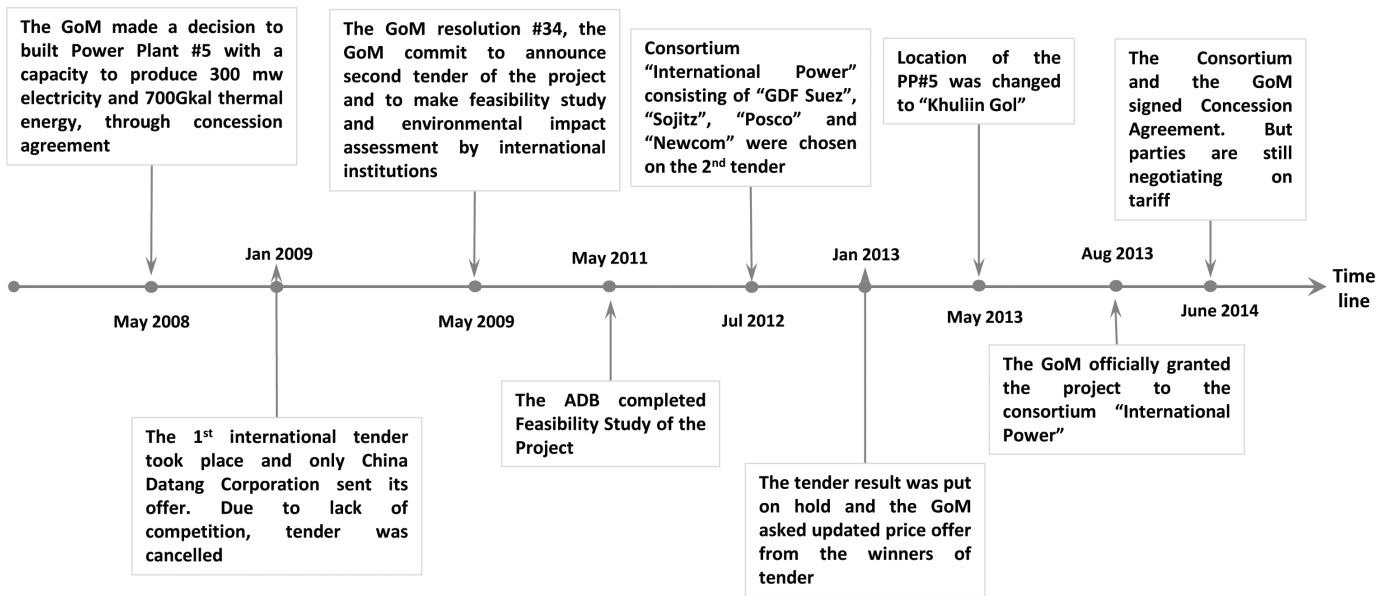 The GoM made a decision to
built Power Plant #5 with a
capacity to produce 300 mw
electricity and 700Gkal thermal
energy, through concession
agreement
The GoM resolution #34, the
GoM commit to announce
second tender of the project
and to make feasibility study
and environmental impact
assessment by international
institutions
Consortium
“International Power”
consisting of “GDF Suez”,
“Sojitz”, “Posco” and
“Newcom” were chosen
on the 2nd tender
Location of the
PP#5 was changed
to “Khuliin Gol”
The Consortium
and the GoM
signed Concession
Agreement. But
parties are still
negotiating on
tariff
Jan 2009
May 2011
Jan 2013
Aug 2013
Time
line
May 2008
May 2009
Jul 2012
May 2013
June 2014
The 1st international tender
took place and only China
Datang Corporation sent its
offer. Due to lack of
competition, tender was
cancelled
The ADB completed
Feasibility Study of the
Project
The tender result was put
on hold and the GoM
asked updated price offer
from the winners of
tender
The GoM officially granted
the project to the
consortium “International
Power”